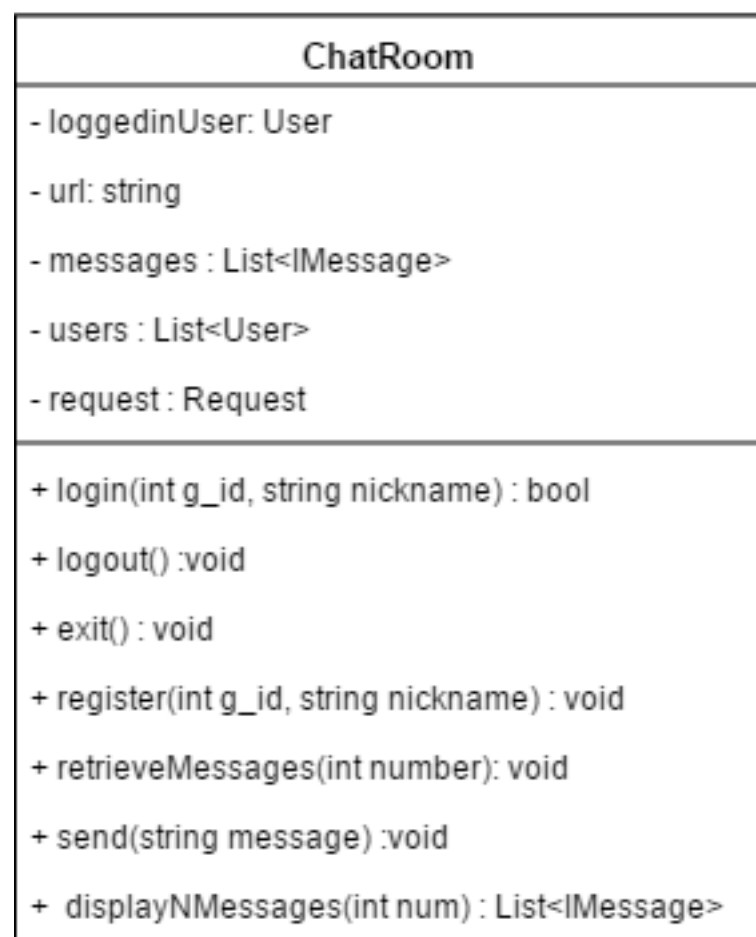 ChatRoom
- loggedinUser: User
- url: string
- messages : List<IMessage>
- users : List<User>
- request : Request
+ login(int g_id, string nickname) : bool
+ logout() :void
+ exit() : void
+ register(int g_id, string nickname) : void
+ retrieveMessages(int number): void
+ send(string message) :void
+ displayNMessages(int num) : List<IMessage>